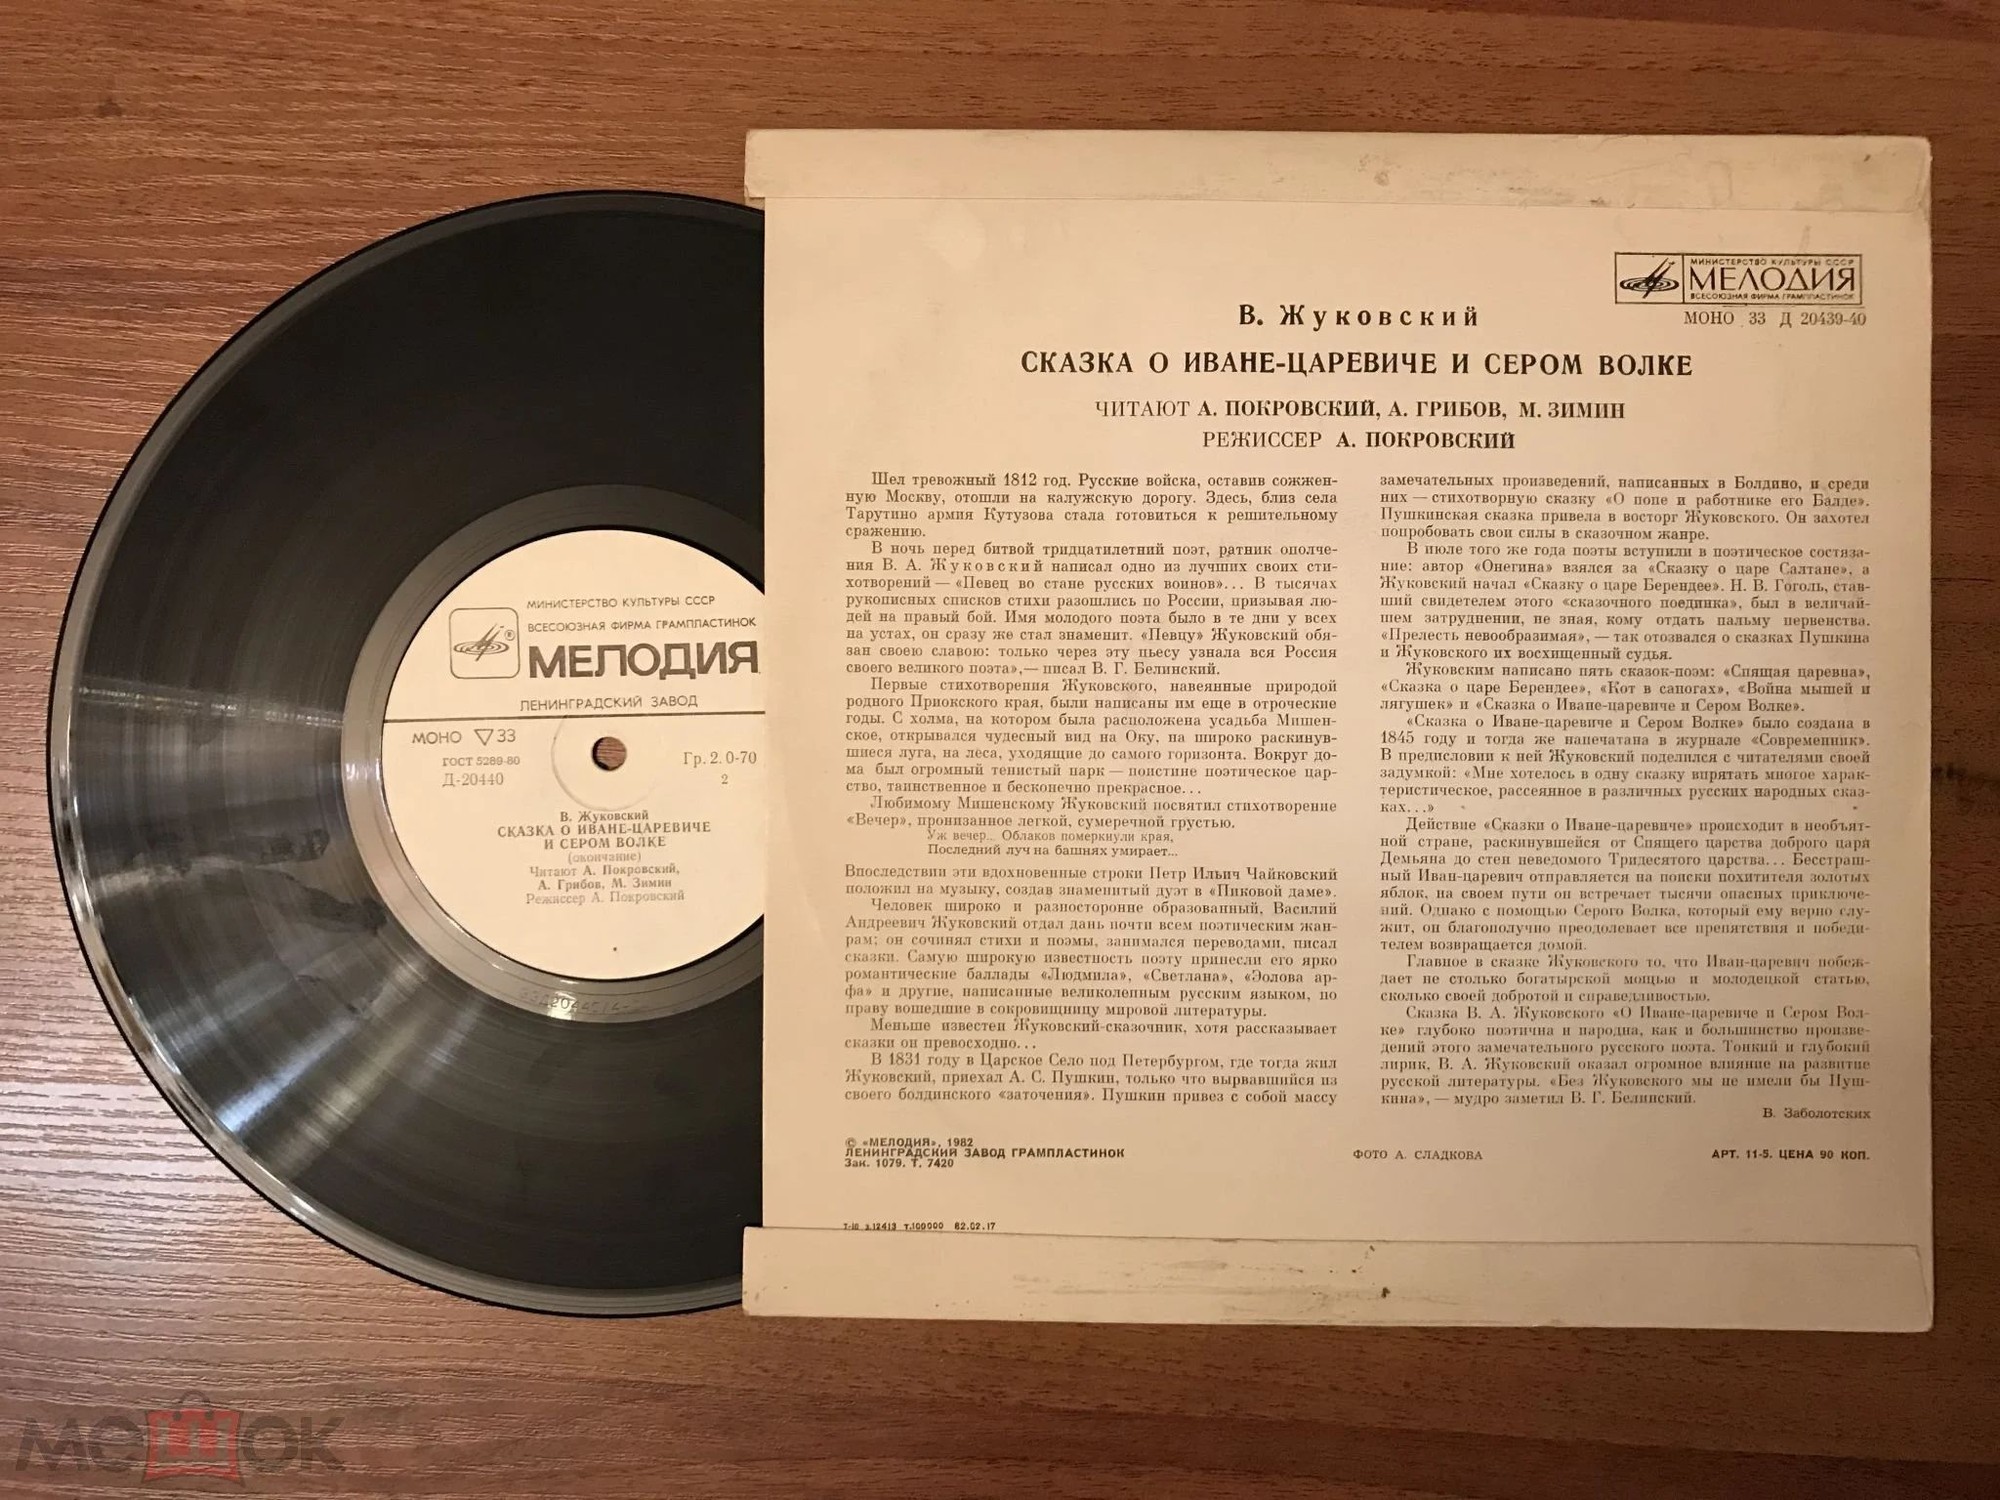 МИНИСТЕРСТВО КУЛЬТУРЫ СССР
ВСЕСОЮЗНАЯ ФИРМА ГРАМПЛАСТИНОК
МЕЛОДИЯ
ЛЕНИНГРАДСКИЙ ЗАВОД
МОНО 33
ГОСТ 5289-80
Д-20440
Гр. 2. 0-70
2
В. Жуковский
СКАЗКА О ИВАНЕ-ЦАРЕВИЧЕ
И СЕРОМ ВОЛКЕ
(окончание)
Читают А. Покровский,
А. Грибов, М. Зимин
Режиссер А. Покровский
МИНИСТЕРСТВО КУЛЬТУРЫ СССР
МЕЛОДИЯ
ВСЕСОЮЗНАЯ ФИРМА ГРАМПЛАСТИНОК
МОНО 33 Д 20439-40
В. Жуковский
СКАЗКА О ИВАНЕ-ЦАРЕВИЧЕ И СЕРОМ ВОЛКЕ
ЧИТАЮТ А. ПОКРОВСКИЙ, А. ГРИБОВ, М. ЗИМИН
РЕЖИССЕР А. ПОКРОВСКИЙ
Шел тревожный 1812 год. Русские войска, оставив сожжен-
ную Москву, отошли на калужскую дорогу. Здесь, близ села
Тарутино армия Кутузова стала готовиться к решительному
сражению.
В ночь перед битвой тридцатилетний поэт, ратник ополче-
ния В. А. Жуковский написал одно из лучших своих сти-
хотворений — «Певец во стане русских воинов»... В тысячах
рукописных списков стихи разошлись по России, призывая лю-
дей на правый бой. Имя молодого поэта было в те дни у всех
на устах, он сразу же стал знаменит. «Певцу» Жуковский обя-
зан своею славою: только через эту пьесу узнала вся Россия
своего великого поэта»,— писал В. Г. Белинский.
Первые стихотворения Жуковского, навеянные природой
родного Приокского края, были написаны им еще в отроческие
годы. С холма, на котором была расположена усадьба Мишен-
ское, открывался чудесный вид на Оку, на широко раскинув-
шиеся луга, на леса, уходящие до самого горизонта. Вокруг до-
ма был огромный тенистый парк — поистине поэтическое цар-
ство, таинственное и бесконечно прекрасное...
Любимому Мишенскому Жуковский посвятил стихотворение
«Вечер», пронизанное легкой, сумеречной грустью.
Уж вечер... Облаков померкнули края,
Последний луч на башнях умирает...
Впоследствии эти вдохновенные строки Петр Ильич Чайковский
положил на музыку, создав знаменитый дуэт в «Пиковой даме».
Человек широко и разносторонне образованный, Василий
Андреевич Жуковский отдал дань почти всем поэтическим жан-
рам; он сочинял стихи и поэмы, занимался переводами, писал
сказки. Самую широкую известность поэту принесли его ярко
романтические баллады «Людмила», «Светлана», «Эолова ар-
фа» и другие, написанные великолепным русским языком, по
праву вошедшие в сокровищницу мировой литературы.
Меньше известен Жуковский-сказочник, хотя рассказывает
сказки он превосходно...
В 1831 году в Царское Село под Петербургом, где тогда жил
Жуковский, приехал А. С. Пушкин, только что вырвавшийся из
своего болдинского «заточения». Пушкин привез с собой массу
замечательных произведений, написанных в Болдино, и среди
них — стихотворную сказку «О попе и работнике его Балде».
Пушкинская сказка привела в восторг Жуковского. Он захотел
попробовать свои силы в сказочном жанре.
В июле того же года поэты вступили в поэтическое состяза-
ние: автор «Онегина» взялся за «Сказку о царе Салтане», а
Жуковский начал «Сказку о царе Берендее». Н. В. Гоголь, став-
ший свидетелем этого «сказочного поединка», был в величай-
шем затруднении, не зная, кому отдать пальму первенства.
«Прелесть невообразимая», — так отозвался о сказках Пушкина
и Жуковского их восхищенный судья.
Жуковским написано пять сказок-поэм: «Спящая царевна»,
«Сказка о царе Берендее», «Кот в сапогах», «Война мышей и
лягушек» и «Сказка о Иване-царевиче и Сером Волке».
«Сказка о Иване-царевиче и Сером Волке» было создана в
1845 году и тогда же напечатана в журнале «Современник».
В предисловии к ней Жуковский поделился с читателями своей
задумкой: «Мне хотелось в одну сказку впрятать многое харак-
теристическое, рассеянное в различных русских народных сказ-
ках...»
Действие «Сказки о Иване-царевиче» происходит в необъят-
ной стране, раскинувшейся от Спящего царства доброго царя
Демьяна до стен неведомого Тридесятого царства... Бесстраш-
ный Иван-царевич отправляется на поиски похитителя золотых
яблок, на своем пути он встречает тысячи опасных приключе-
ний. Однако с помощью Серого Волка, который ему верно слу-
жит, он благополучно преодолевает все препятствия и победи-
телем возвращается домой.
Главное в сказке Жуковского то, что Иван-царевич побеж-
дает не столько богатырской мощью и молодецкой статью,
сколько своей добротой и справедливостью.
Сказка В. А. Жуковского «О Иване-царевиче и Сером Вол-
ке» глубоко поэтична и народна, как и большинство произве-
дений этого замечательного русского поэта. Тонкий и глубокий
лирик, В. А. Жуковский оказал огромное влияние на развитие
русской литературы. «Без Жуковского мы не имели бы Пуш-
кина», — мудро заметил В. Г. Белинский.
В. Заболотских
© «МЕЛОДИЯ», 1982
ЛЕНИНГРАДСКИЙ ЗАВОД ГРАМПЛАСТИНОК
Зак. 1079. Т. 7420
ФОТО А. СЛАДКОВА
АРТ. 11-5. ЦЕНА 90 КОП.
Т-10 з.12413 т.100000 82.02.17
МЕШОК